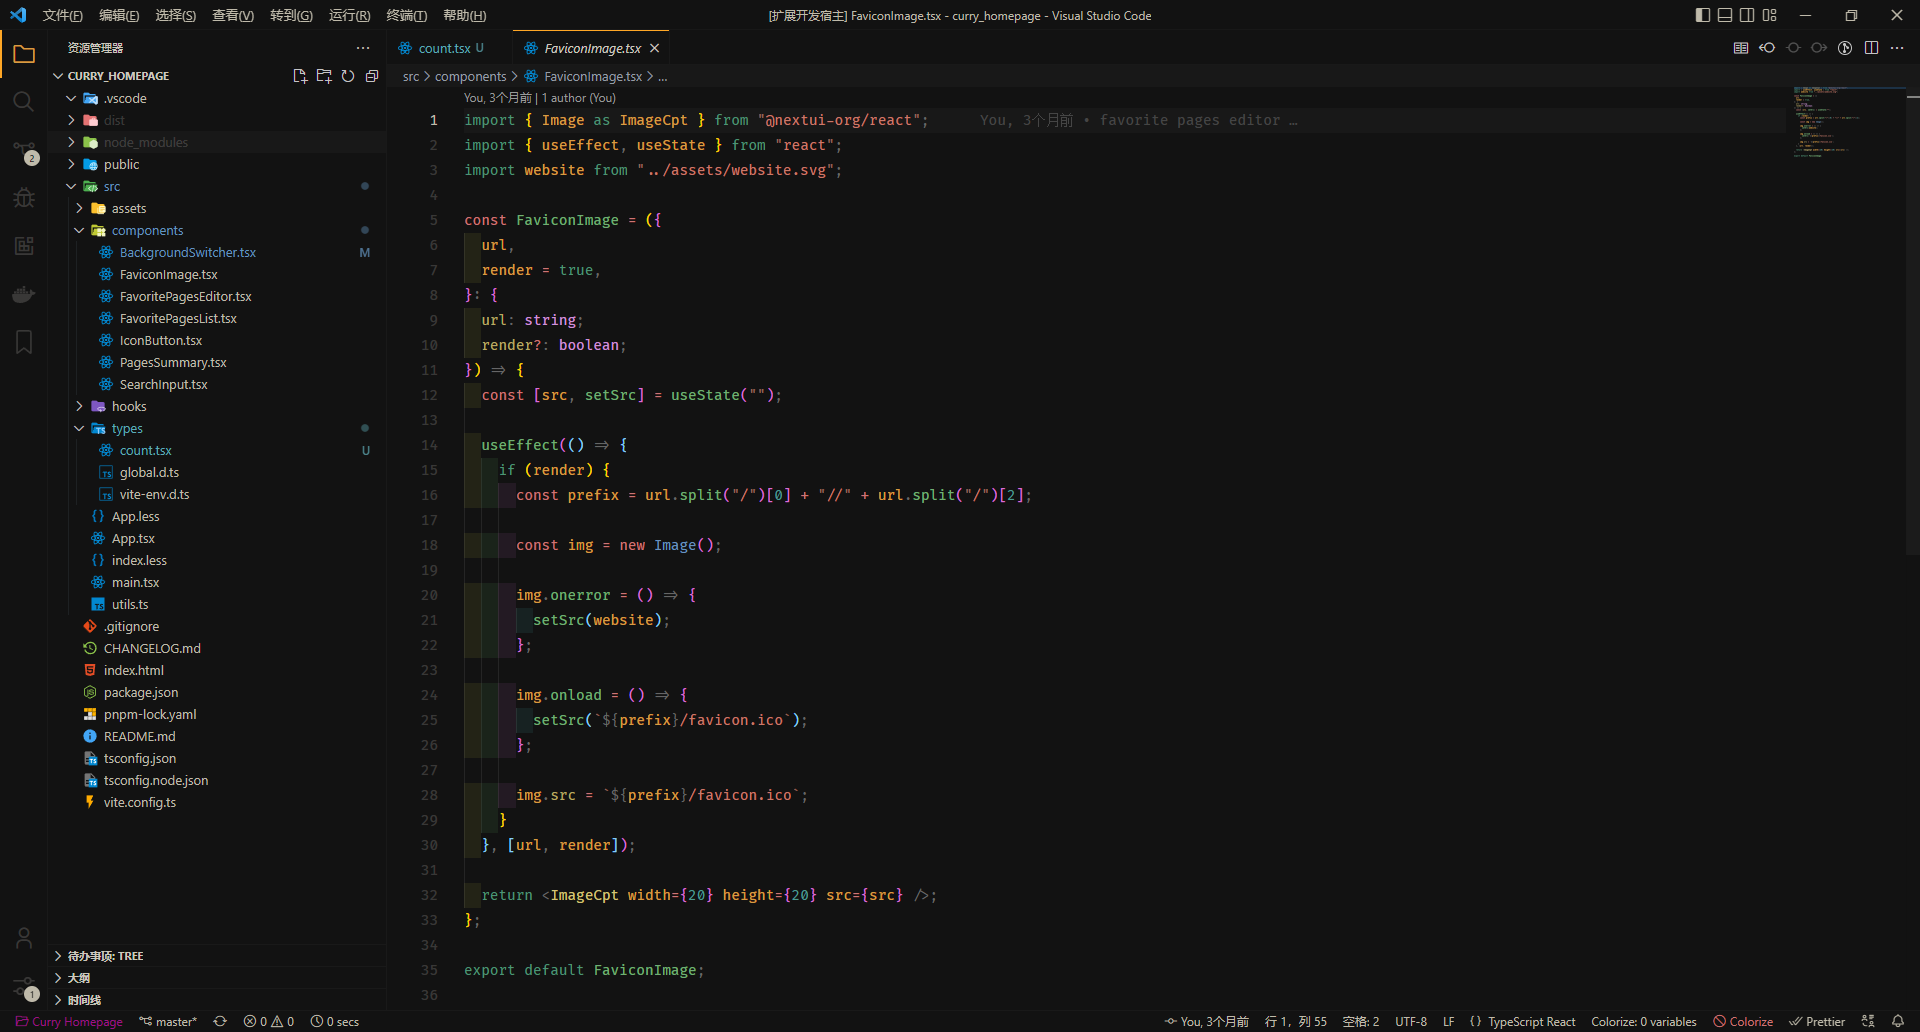 文件(F) 编辑(E) 选择(S) 查看(V) 转到(G) 运行(R) 终端(T) 帮助(H)
[扩展开发宿主] FaviconImage.tsx - curry_homepage - Visual Studio Code
资源管理器
CURRY_HOMEPAGE
.vscode
dist
node_modules
public
src
assets
components
BackgroundSwitcher.tsx M
FaviconImage.tsx
FavoritePagesEditor.tsx
FavoritePagesList.tsx
IconButton.tsx
PagesSummary.tsx
SearchInput.tsx
hooks
types
count.tsx U
global.d.ts
vite-env.d.ts
App.less
App.tsx
index.less
main.tsx
utils.ts
.gitignore
CHANGELOG.md
index.html
package.json
pnpm-lock.yaml
README.md
tsconfig.json
tsconfig.node.json
vite.config.ts
待办事项: TREE
大纲
时间线
2
1
count.tsx U
FaviconImage.tsx
src > components > FaviconImage.tsx > ...
You, 3个月前 | 1 author (You)
1 import { Image as ImageCpt } from "@nextui-org/react"; You, 3个月前 • favorite pages editor …
2 import { useEffect, useState } from "react";
3 import website from "../assets/website.svg";
4
5 const FaviconImage = ({
6 url,
7 render = true,
8 }: {
9 url: string;
10 render?: boolean;
11 }) => {
12 const [src, setSrc] = useState("");
13
14 useEffect(() => {
15 if (render) {
16 const prefix = url.split("/")[0] + "//" + url.split("/")[2];
17
18 const img = new Image();
19
20 img.onerror = () => {
21 setSrc(website);
22 };
23
24 img.onload = () => {
25 setSrc(`${prefix}/favicon.ico`);
26 };
27
28 img.src = `${prefix}/favicon.ico`;
29 }
30 }, [url, render]);
31
32 return <ImageCpt width={20} height={20} src={src} />;
33 };
34
35 export default FaviconImage;
36
Curry Homepage master* 0 0 0 secs
You, 3个月前 行 1，列 55 空格: 2 UTF-8 LF {} TypeScript React Colorize: 0 variables Colorize Prettier